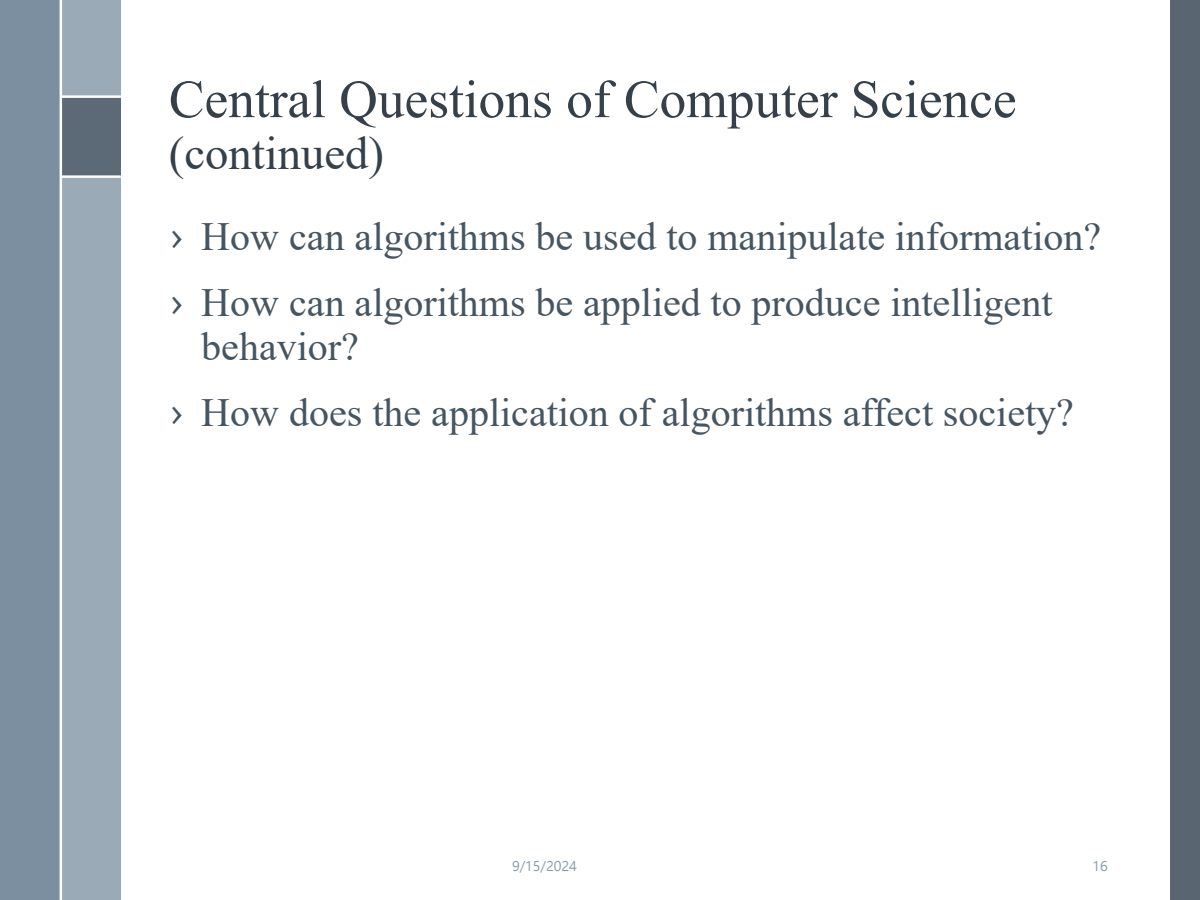 Central Questions of Computer Science
(continued)
› How can algorithms be used to manipulate information?
› How can algorithms be applied to produce intelligent
behavior?
› How does the application of algorithms affect society?
9/15/2024
16